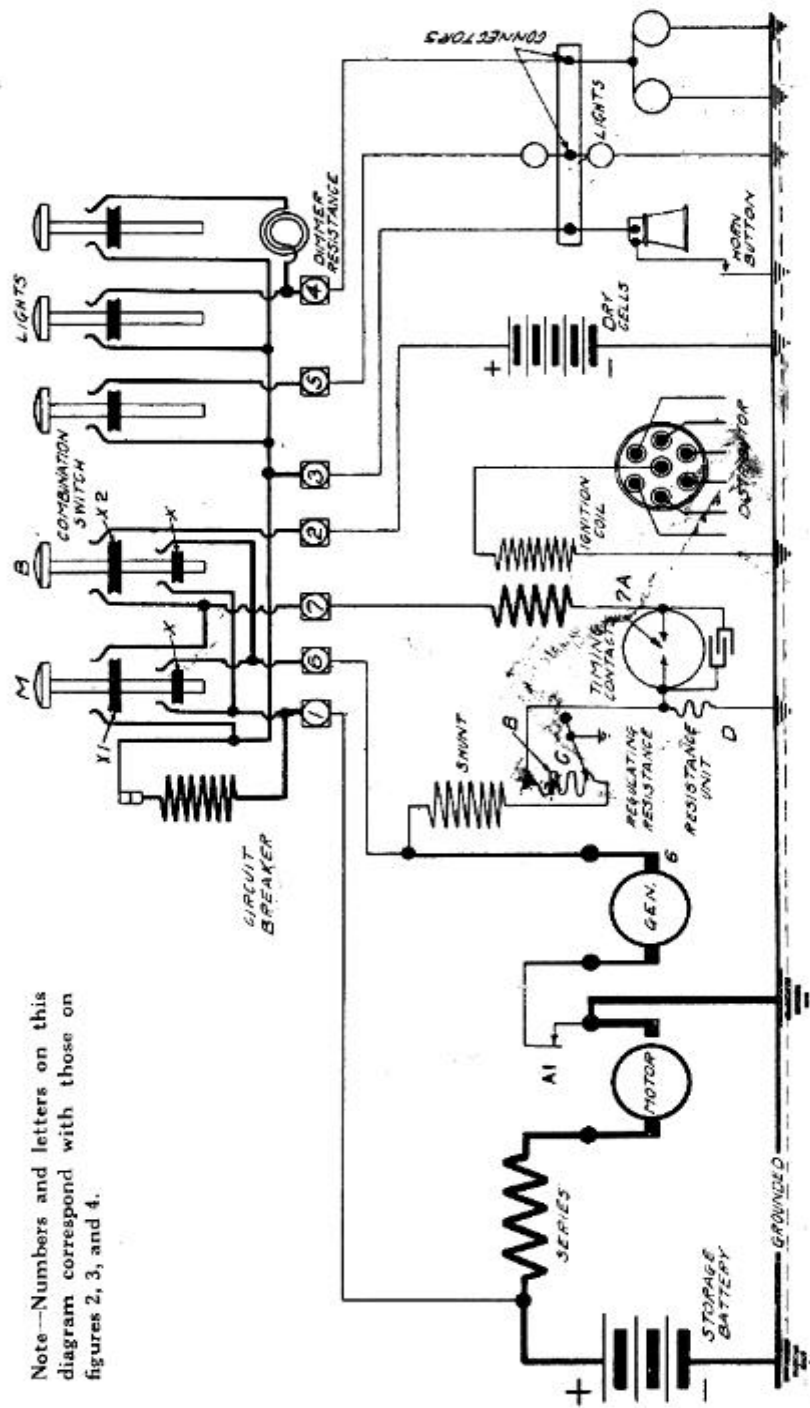 Note—Numbers and letters on this
diagram correspond with those on
figures 2, 3, and 4.
M
B
LIGHTS
COMBINATION
SWITCH
X1
X
X2
X
CIRCUIT
BREAKER
1
6
7
2
3
5
4
DIMMER
RESISTANCE
CONNECTORS
LIGHTS
HORN
BUTTON
+
DRY
CELLS
-
SHUNT
B
C
REGULATING
RESISTANCE
RESISTANCE
UNIT
D
TIMING
CONTACTS
7A
IGNITION
COIL
DISTRIBUTOR
SERIES
A1
MOTOR
GEN.
6
+
STORAGE
BATTERY
-
GROUNDED